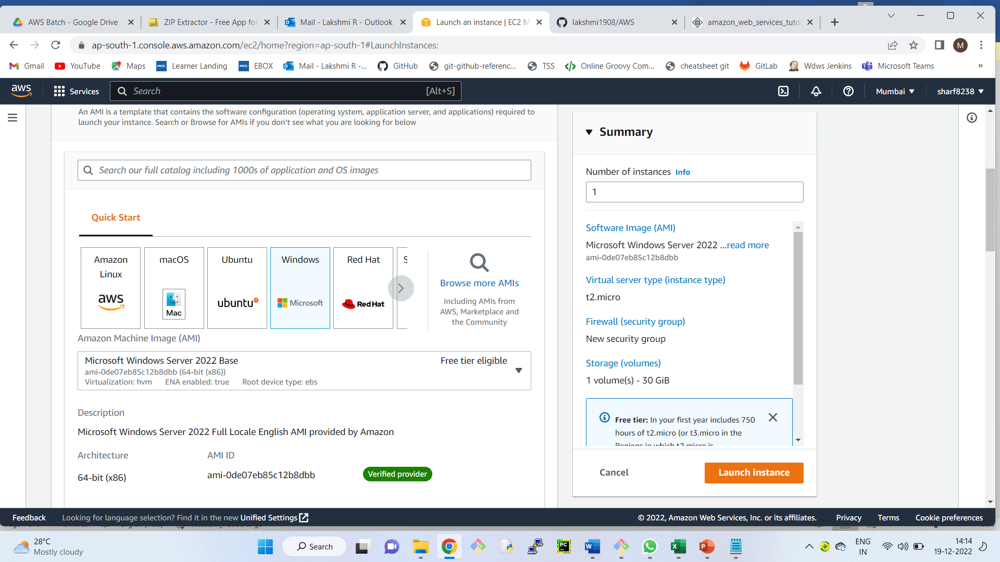 AWS Batch - Google Drive
ZIP Extractor - Free App for
Mail - Lakshmi R - Outlook
Launch an instance | EC2 M
lakshmi1908/AWS
amazon_web_services_tuto
ap-south-1.console.aws.amazon.com/ec2/home?region=ap-south-1#LaunchInstances:
M
Gmail
YouTube
Maps
HCL
Learner Landing
HCL
EBOX
Mail - Lakshmi R -...
GitHub
git-github-referenc...
TSS
Online Groovy Com...
cheatsheet git
GitLab
Wdws Jenkins
Microsoft Teams
»
aws
Services
Search
[Alt+S]
Mumbai
sharf8238
An AMI is a template that contains the software configuration (operating system, application server, and applications) required to
launch your instance. Search or Browse for AMIs if you don't see what you are looking for below
Search our full catalog including 1000s of application and OS images
Quick Start
Amazon
Linux
aws
macOS
Mac
Ubuntu
ubuntu
Windows
Microsoft
Red Hat
Red Hat
S
Browse more AMIs
Including AMIs from
AWS, Marketplace and
the Community
Amazon Machine Image (AMI)
Microsoft Windows Server 2022 Base
Free tier eligible
ami-0de07eb85c12b8dbb (64-bit (x86))
Virtualization: hvm
ENA enabled: true
Root device type: ebs
Description
Microsoft Windows Server 2022 Full Locale English AMI provided by Amazon
Architecture
AMI ID
64-bit (x86)
ami-0de07eb85c12b8dbb
Verified provider
Summary
Number of instances Info
1
Software Image (AMI)
Microsoft Windows Server 2022 ...read more
ami-0de07eb85c12b8dbb
Virtual server type (instance type)
t2.micro
Firewall (security group)
New security group
Storage (volumes)
1 volume(s) - 30 GiB
Free tier: In your first year includes 750
hours of t2.micro (or t3.micro in the
Regions in which t2.micro is
Cancel
Launch instance
Feedback
Looking for language selection? Find it in the new Unified Settings
© 2022, Amazon Web Services, Inc. or its affiliates.
Privacy
Terms
Cookie preferences
28°C
Mostly cloudy
Search
ENG
IN
14:14
19-12-2022